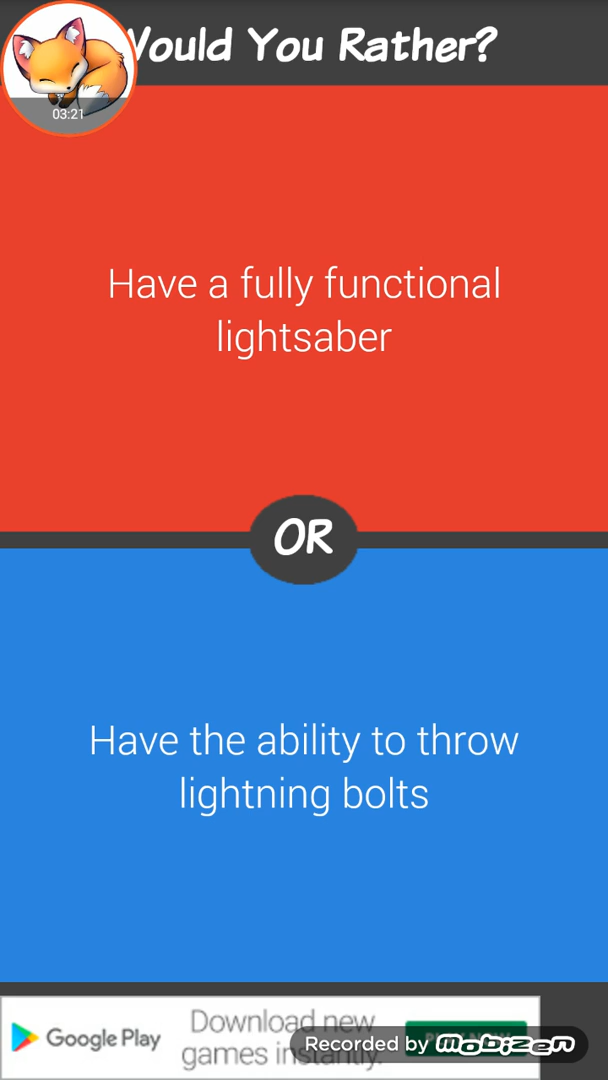 Would You Rather?
03:21
Have a fully functional
lightsaber
OR
Have the ability to throw
lightning bolts
Google Play
Download new
games instantly.
Recorded by mobizen